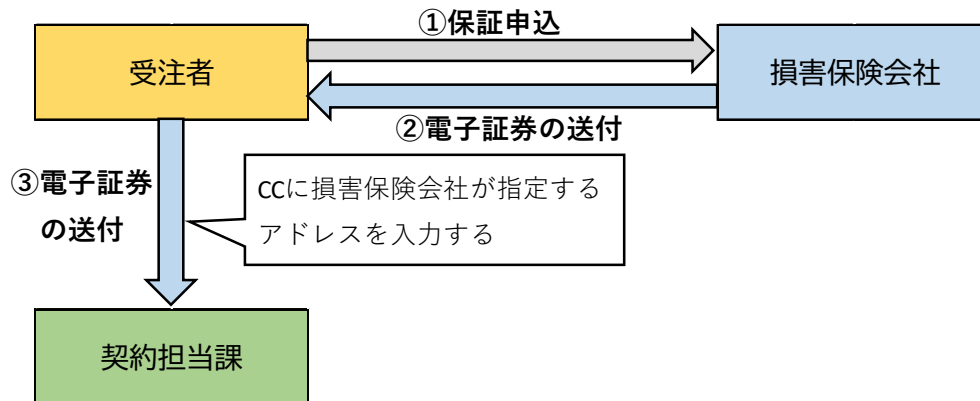 ①保証申込
受注者
損害保険会社
②電子証券の送付
③電子証券
の送付
CCに損害保険会社が指定する
アドレスを入力する
契約担当課